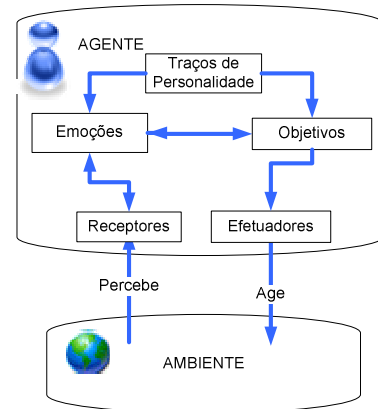 AGENTE
Traços de
Personalidade
Emoções
Objetivos
Receptores
Efetuadores
Percebe
Age
AMBIENTE